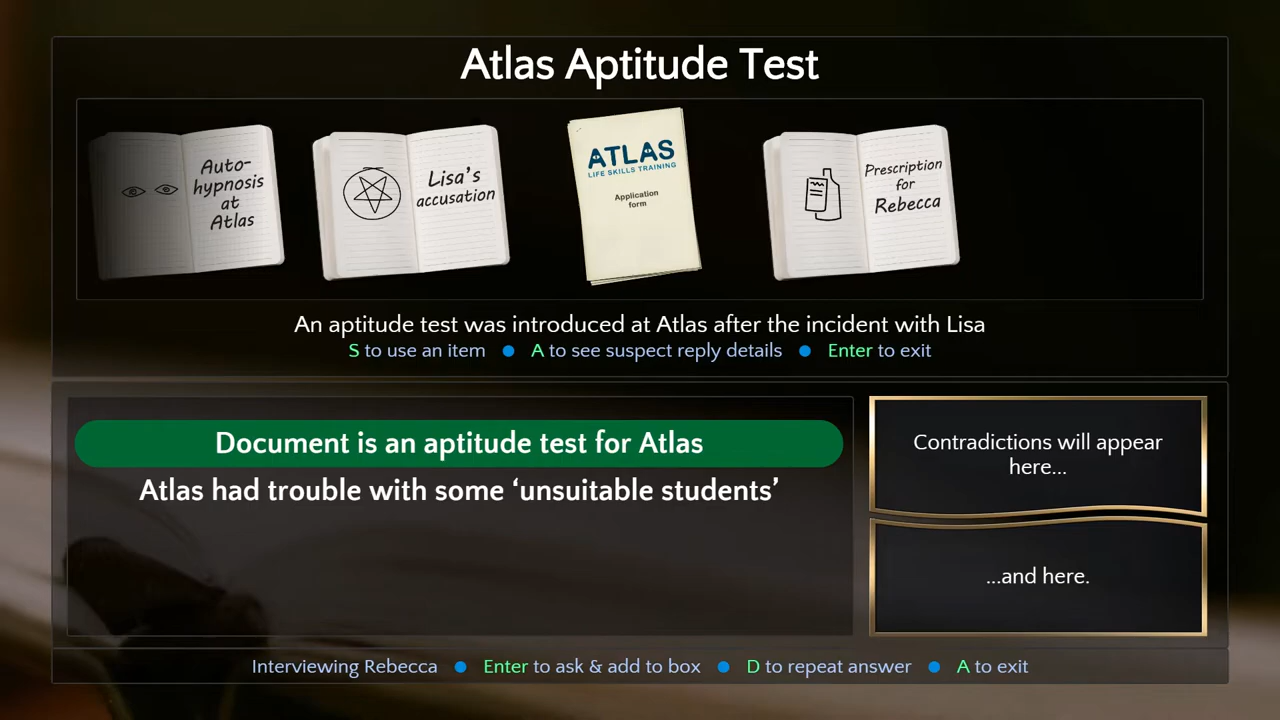 Atlas Aptitude Test
Auto-
hypnosis
at
Atlas
Lisa's
accusation
ATLAS
LIFE SKILLS TRAINING
Application
form
Prescription
for
Rebecca
An aptitude test was introduced at Atlas after the incident with Lisa
S to use an item A to see suspect reply details Enter to exit
Document is an aptitude test for Atlas
Atlas had trouble with some ‘unsuitable students’
Contradictions will appear
here...
...and here.
Interviewing Rebecca Enter to ask & add to box D to repeat answer A to exit